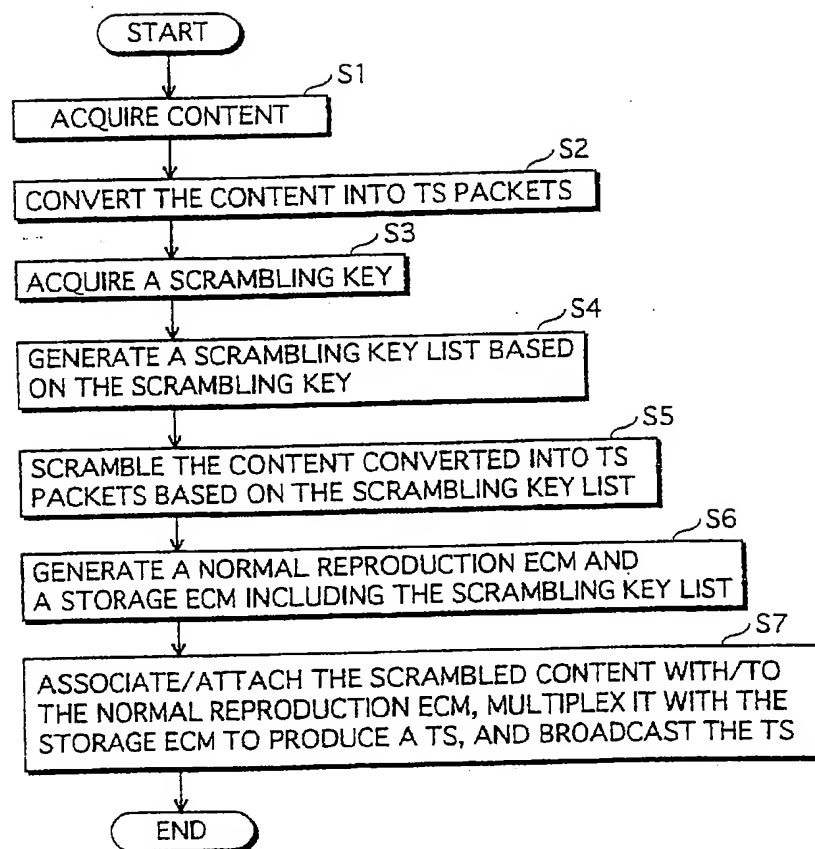 START
S1
ACQUIRE CONTENT
S2
CONVERT THE CONTENT INTO TS PACKETS
S3
ACQUIRE A SCRAMBLING KEY
S4
GENERATE A SCRAMBLING KEY LIST BASED
ON THE SCRAMBLING KEY
S5
SCRAMBLE THE CONTENT CONVERTED INTO TS
PACKETS BASED ON THE SCRAMBLING KEY LIST
S6
GENERATE A NORMAL REPRODUCTION ECM AND
A STORAGE ECM INCLUDING THE SCRAMBLING KEY LIST
S7
ASSOCIATE/ATTACH THE SCRAMBLED CONTENT WITH/TO
THE NORMAL REPRODUCTION ECM, MULTIPLEX IT WITH THE
STORAGE ECM TO PRODUCE A TS, AND BROADCAST THE TS
END